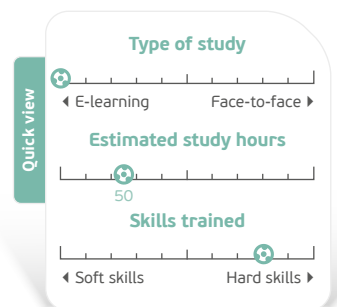 Quick view
Type of study
E-learning Face-to-face
Estimated study hours
50
Skills trained
Soft skills Hard skills